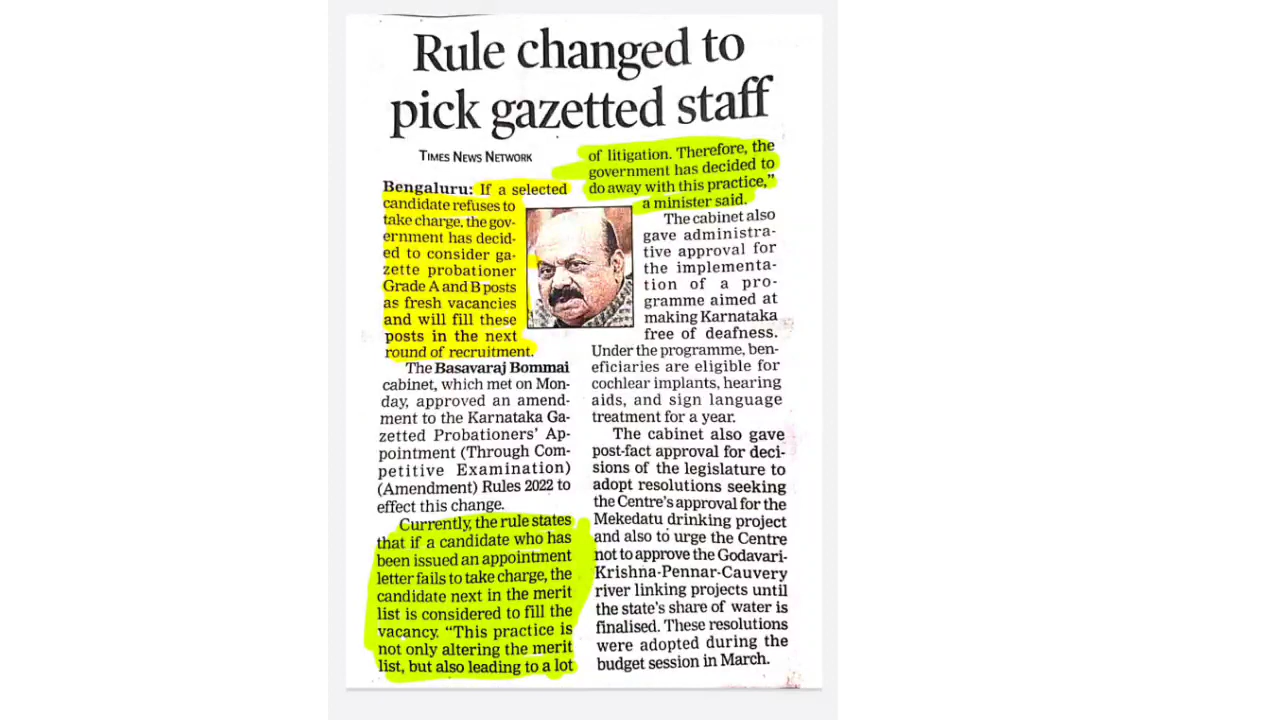 Rule changed to
pick gazetted staff
TIMES NEWS NETWORK
Bengaluru: If a selected
candidate refuses to
take charge, the gov-
ernment has decid-
ed to consider ga-
zette probationer
Grade A and B posts
as fresh vacancies
and will fill these
posts in the next
round of recruitment.
The Basavaraj Bommai
cabinet, which met on Mon-
day, approved an amend-
ment to the Karnataka Ga-
zetted Probationers' Ap-
pointment (Through Com-
petitive Examination)
(Amendment) Rules 2022 to
effect this change.
Currently, the rule states
that if a candidate who has
been issued an appointment
letter fails to take charge, the
candidate next in the merit
list is considered to fill the
vacancy. "This practice is
not only altering the merit
list, but also leading to a lot
of litigation. Therefore, the
government has decided to
do away with this practice,"
a minister said.
The cabinet also
gave administra-
tive approval for
the implementa-
tion of a pro-
gramme aimed at
making Karnataka
free of deafness.
Under the programme, ben-
eficiaries are eligible for
cochlear implants, hearing
aids, and sign language
treatment for a year.
The cabinet also gave
post-fact approval for deci-
sions of the legislature to
adopt resolutions seeking
the Centre's approval for the
Mekedatu drinking project
and also to urge the Centre
not to approve the Godavari-
Krishna-Pennar-Cauvery
river linking projects until
the state's share of water is
finalised. These resolutions
were adopted during the
budget session in March.